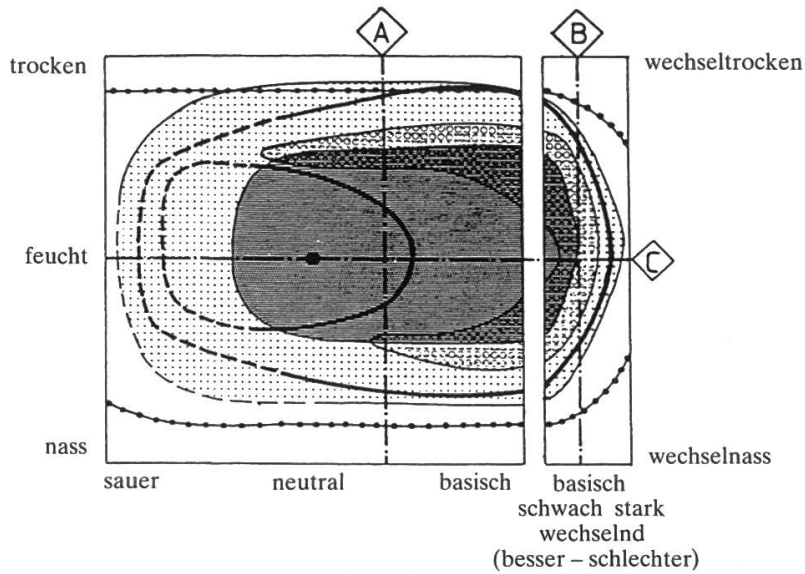 A
B
trocken
wechseltrocken
feucht
C
nass
wechselnass
sauer
neutral
basisch
basisch
schwach stark
wechselnd
(besser – schlechter)